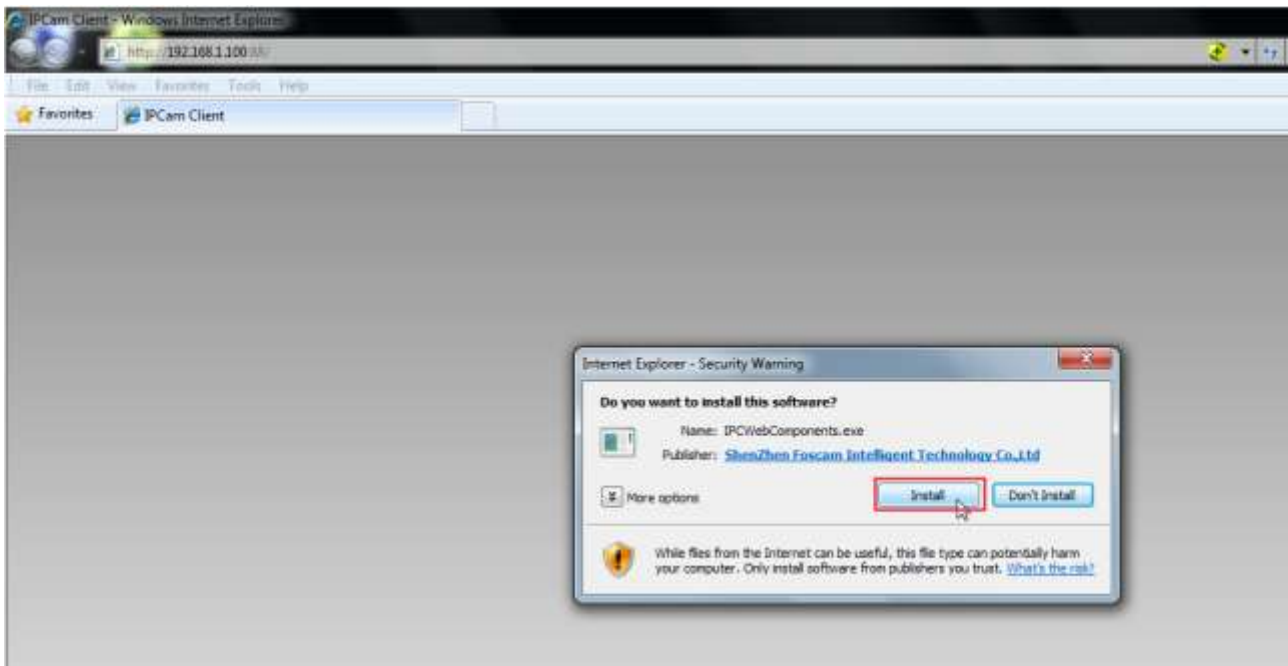 IPCam Client - Windows Internet Explorer
http://192.168.1.100:88/
File Edit View Favorites Tools Help
Favorites
IPCam Client
Internet Explorer - Security Warning
Do you want to install this software?
Name: IPCWebComponents.exe
Publisher: ShenZhen Foscam Intelligent Technology Co.,Ltd
More options
Install
Don't Install
While files from the Internet can be useful, this file type can potentially harm
your computer. Only install software from publishers you trust. What's the risk?